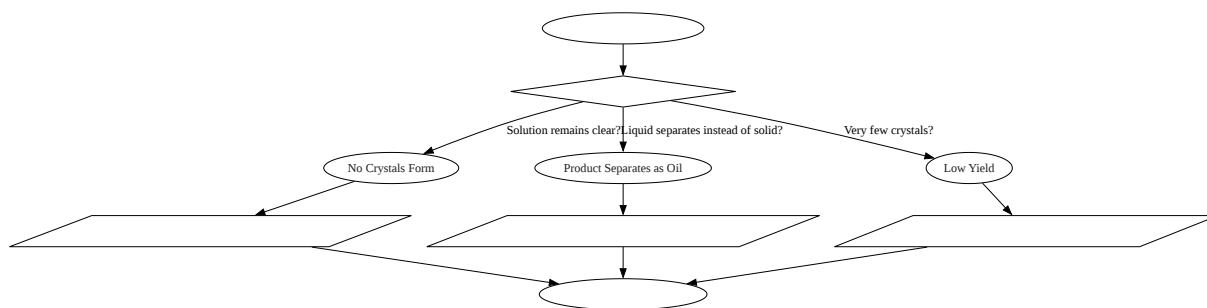 Solution remains clear?
Liquid separates instead of solid?
Very few crystals?
No Crystals Form
Product Separates as Oil
Low Yield